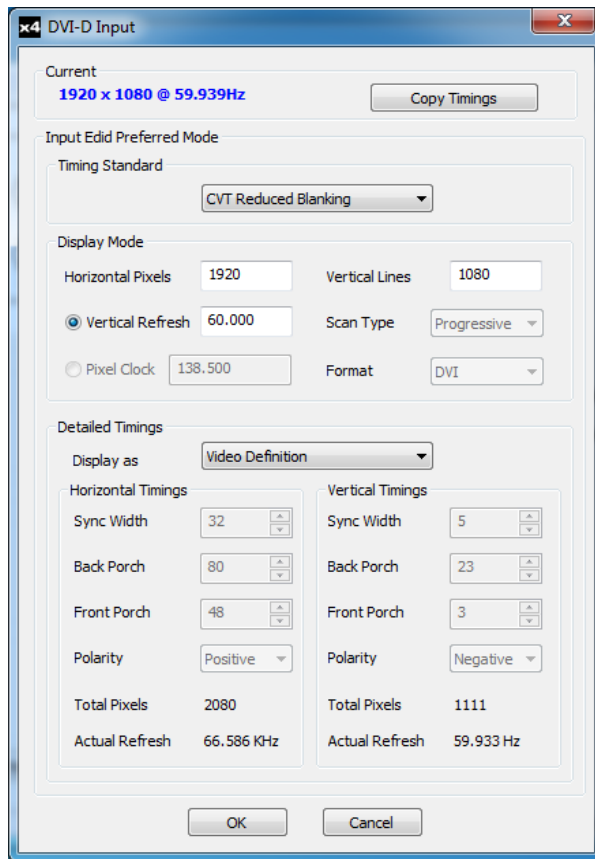 x4 DVI-D Input
Current
1920 x 1080 @ 59.939Hz
Copy Timings
Input Edid Preferred Mode
Timing Standard
CVT Reduced Blanking
Display Mode
Horizontal Pixels 1920 Vertical Lines 1080
Vertical Refresh 60.000 Scan Type Progressive
Pixel Clock 138.500 Format DVI
Detailed Timings
Display as Video Definition
Horizontal Timings Vertical Timings
Sync Width 32 Sync Width 5
Back Porch 80 Back Porch 23
Front Porch 48 Front Porch 3
Polarity Positive Polarity Negative
Total Pixels 2080 Total Pixels 1111
Actual Refresh 66.586 KHz Actual Refresh 59.933 Hz
OK Cancel